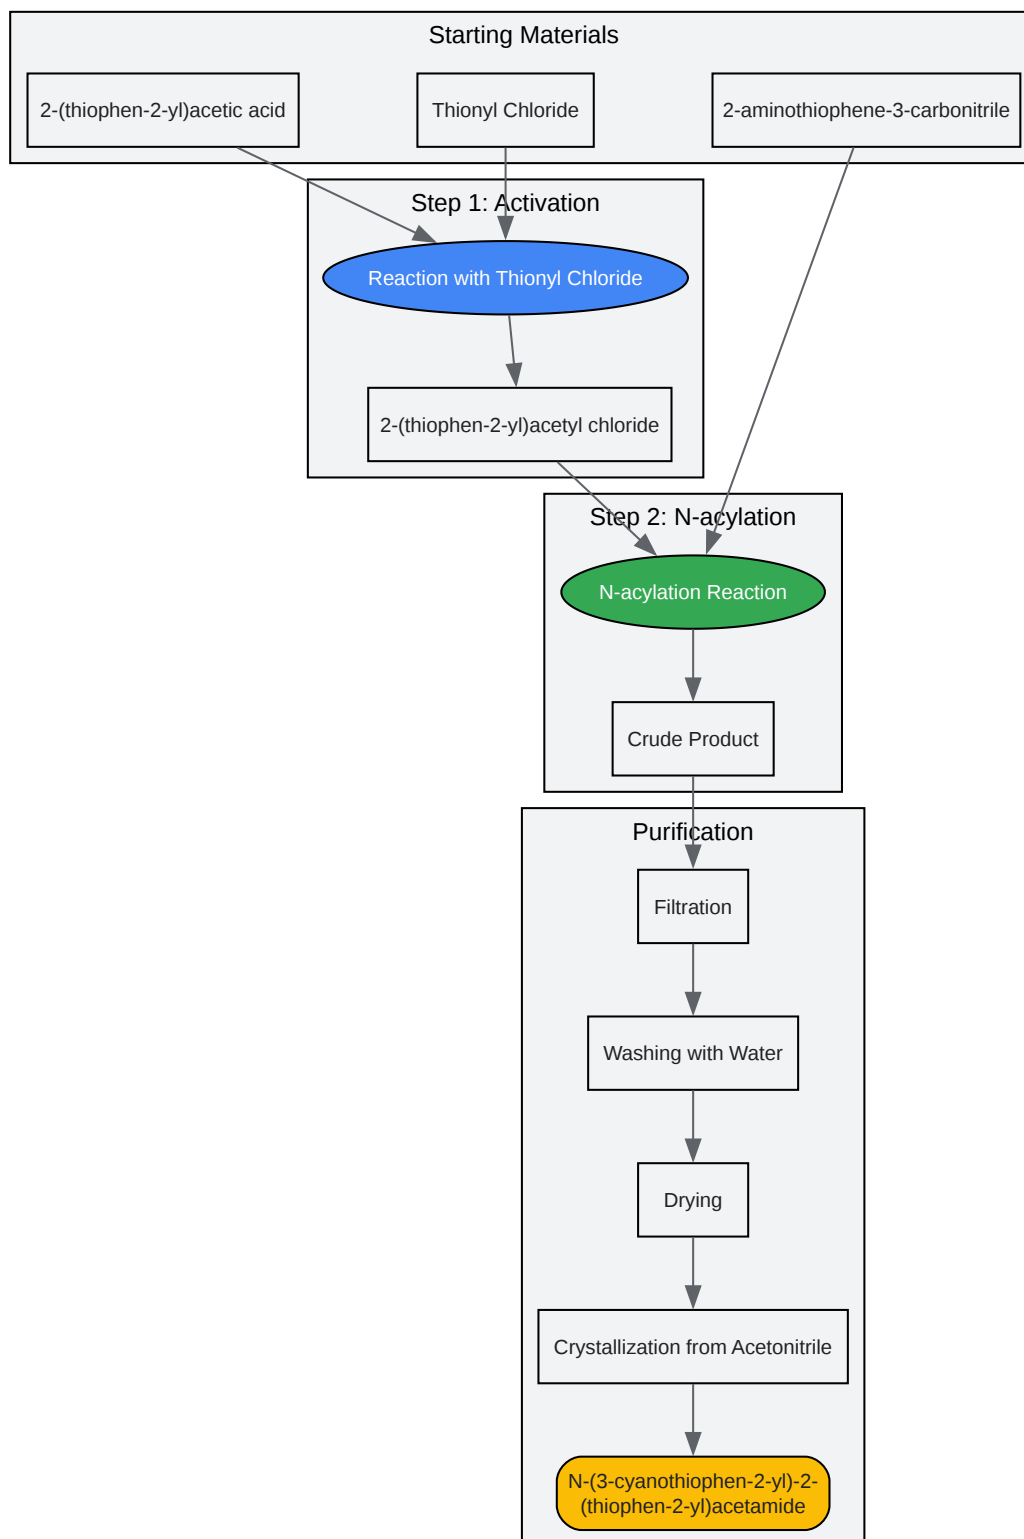 Starting Materials
2-(thiophen-2-yl)acetic acid
Thionyl Chloride
2-aminothiophene-3-carbonitrile
Step 1: Activation
Reaction with Thionyl Chloride
2-(thiophen-2-yl)acetyl chloride
Step 2: N-acylation
N-acylation Reaction
Crude Product
Purification
Filtration
Washing with Water
Drying
Crystallization from Acetonitrile
N-(3-cyanothiophen-2-yl)-2-
(thiophen-2-yl)acetamide